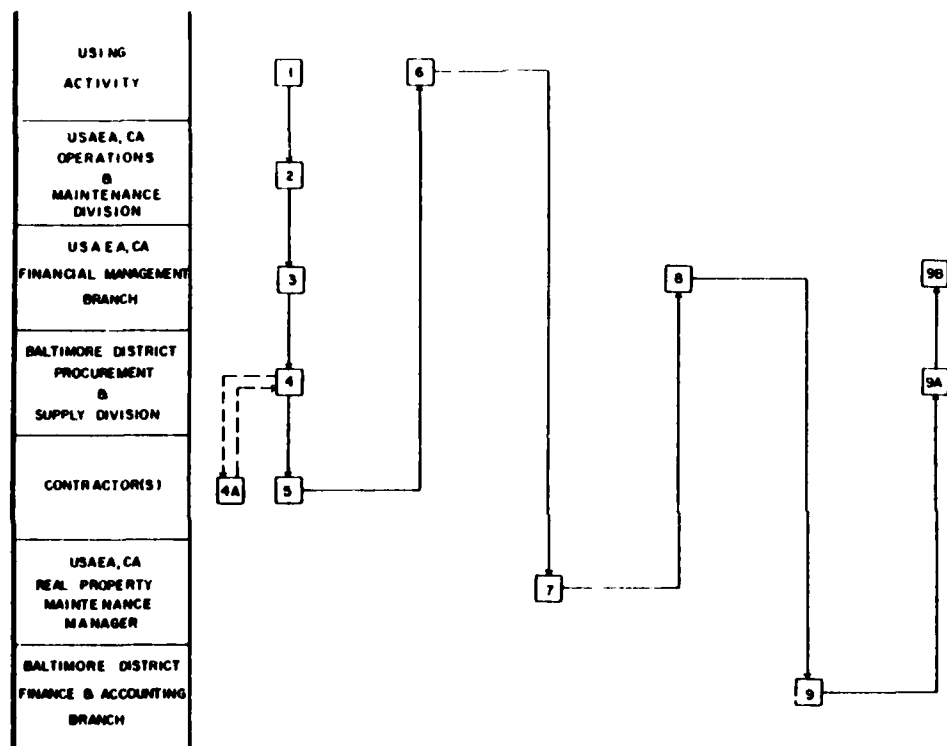 USING
ACTIVITY
1
6
USAEA, CA
OPERATIONS
&
MAINTENANCE
DIVISION
2
USAEA, CA
FINANCIAL MANAGEMENT
BRANCH
3
8
9B
BALTIMORE DISTRICT
PROCUREMENT
&
SUPPLY DIVISION
4
9A
CONTRACTOR(S)
4A
5
USAEA, CA
REAL PROPERTY
MAINTENANCE
MANAGER
7
BALTIMORE DISTRICT
FINANCE & ACCOUNTING
BRANCH
9